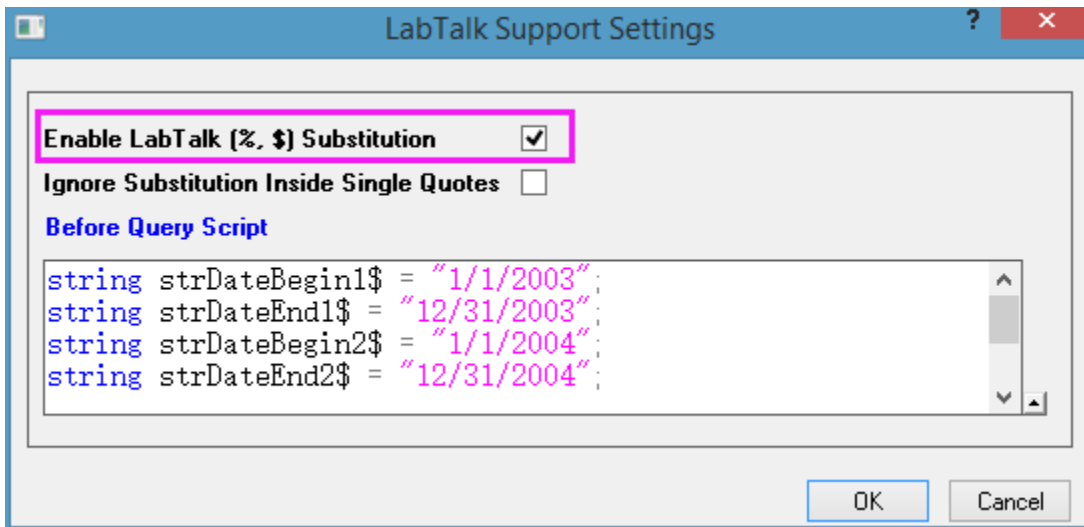 LabTalk Support Settings
?
Enable LabTalk (%, $) Substitution
Ignore Substitution Inside Single Quotes
Before Query Script
string strDateBegin1$ = "1/1/2003";
string strDateEnd1$ = "12/31/2003";
string strDateBegin2$ = "1/1/2004";
string strDateEnd2$ = "12/31/2004";
OK Cancel